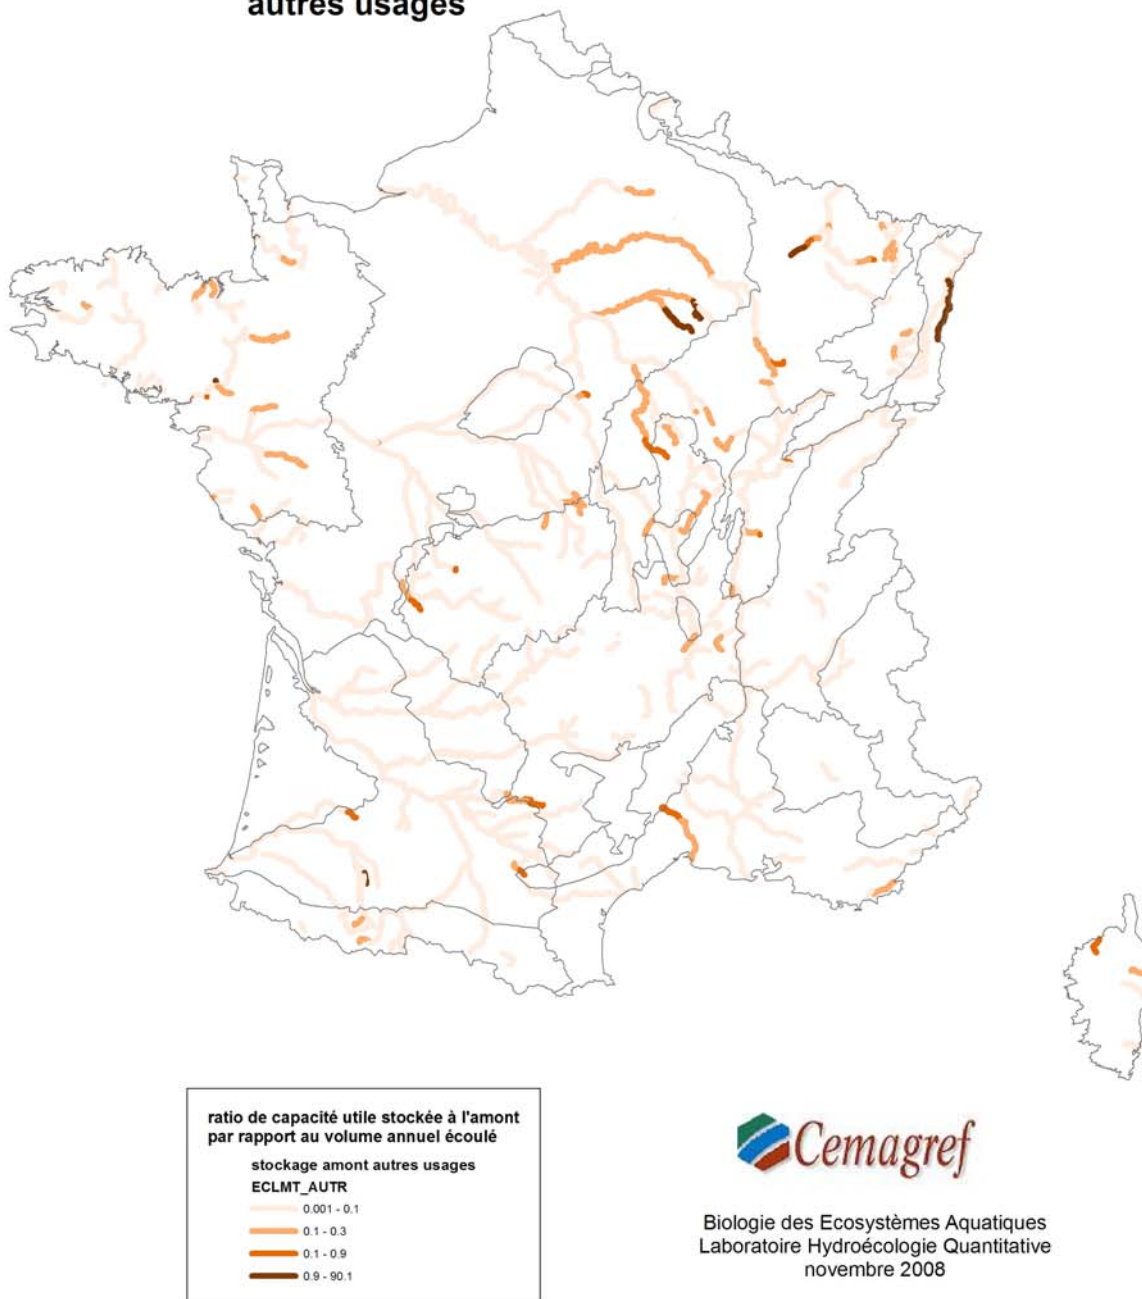 autres usages
ratio de capacité utile stockée à l'amont
par rapport au volume annuel écoulé
stockage amont autres usages
ECLMT_AUTR
0.001 - 0.1
0.1 - 0.3
0.1 - 0.9
0.9 - 90.1
Cemagref
Biologie des Ecosystèmes Aquatiques
Laboratoire Hydroécologie Quantitative
novembre 2008